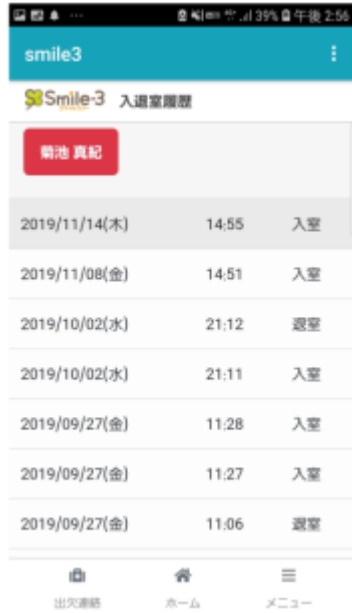 39% 午後 2:56
smile3
Smile-3 入退室履歴
菊池 真紀
2019/11/14(木) 14:55 入室
2019/11/08(金) 14:51 入室
2019/10/02(水) 21:12 退室
2019/10/02(水) 21:11 入室
2019/09/27(金) 11:28 入室
2019/09/27(金) 11:27 入室
2019/09/27(金) 11:06 退室
出欠連絡 ホーム メニュー